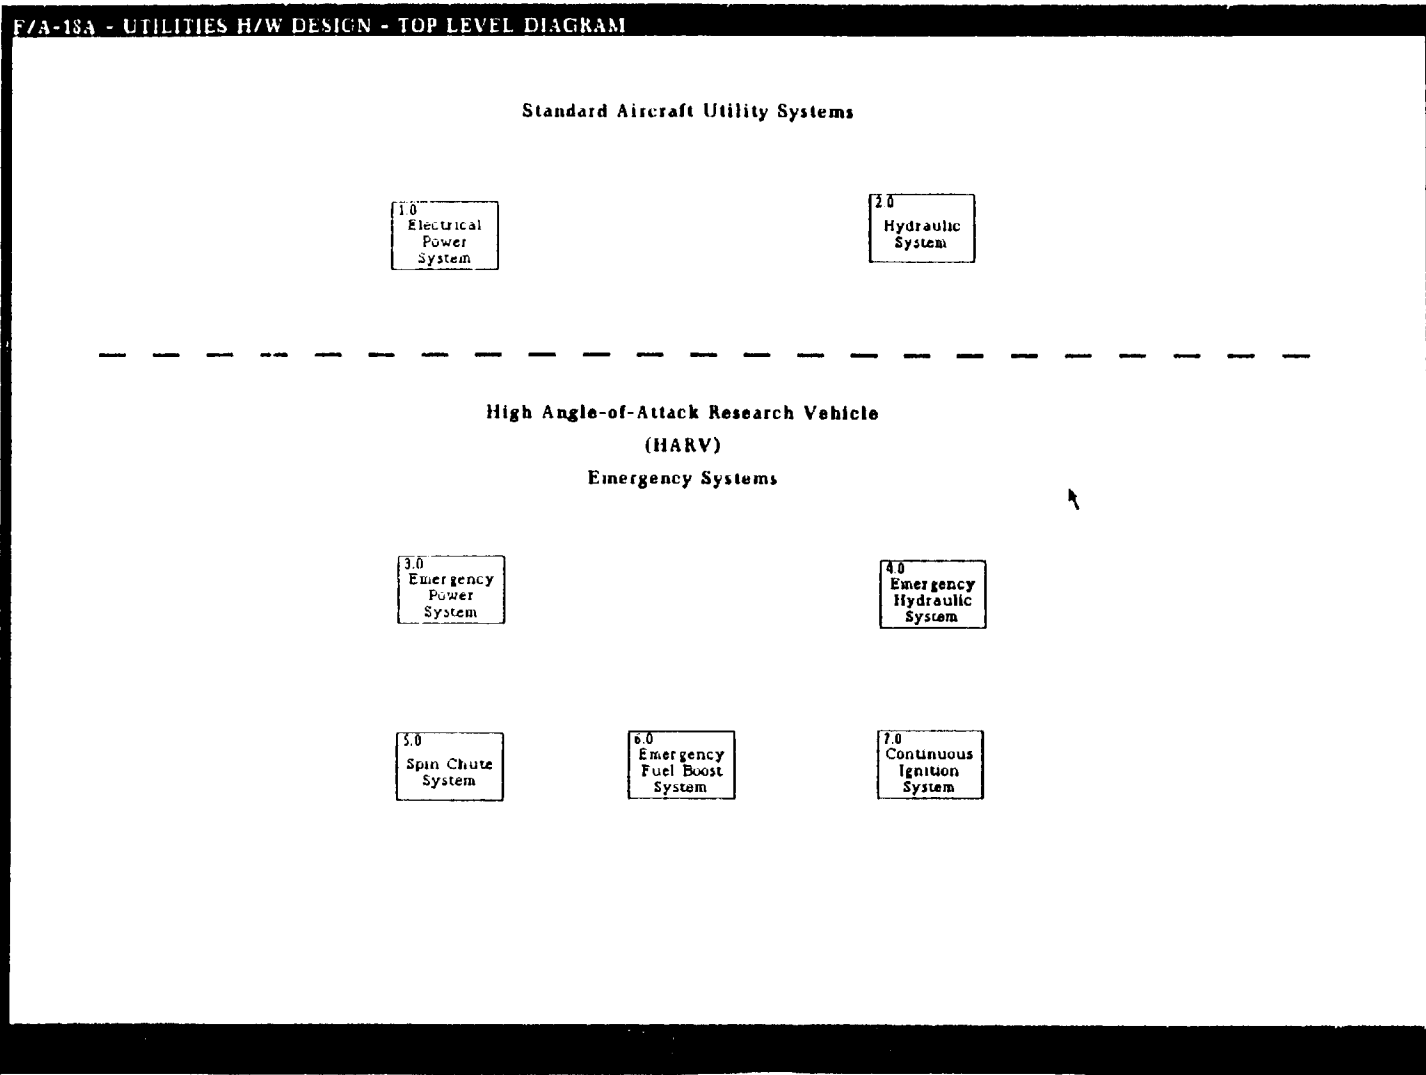 F/A-18A - UTILITIES H/W DESIGN - TOP LEVEL DIAGRAM
Standard Aircraft Utility Systems
1.0
Electrical
Power
System
2.0
Hydraulic
System
High Angle-of-Attack Research Vehicle
(HARV)
Emergency Systems
3.0
Emergency
Power
System
4.0
Emergency
Hydraulic
System
5.0
Spin Chute
System
6.0
Emergency
Fuel Boost
System
7.0
Continuous
Ignition
System